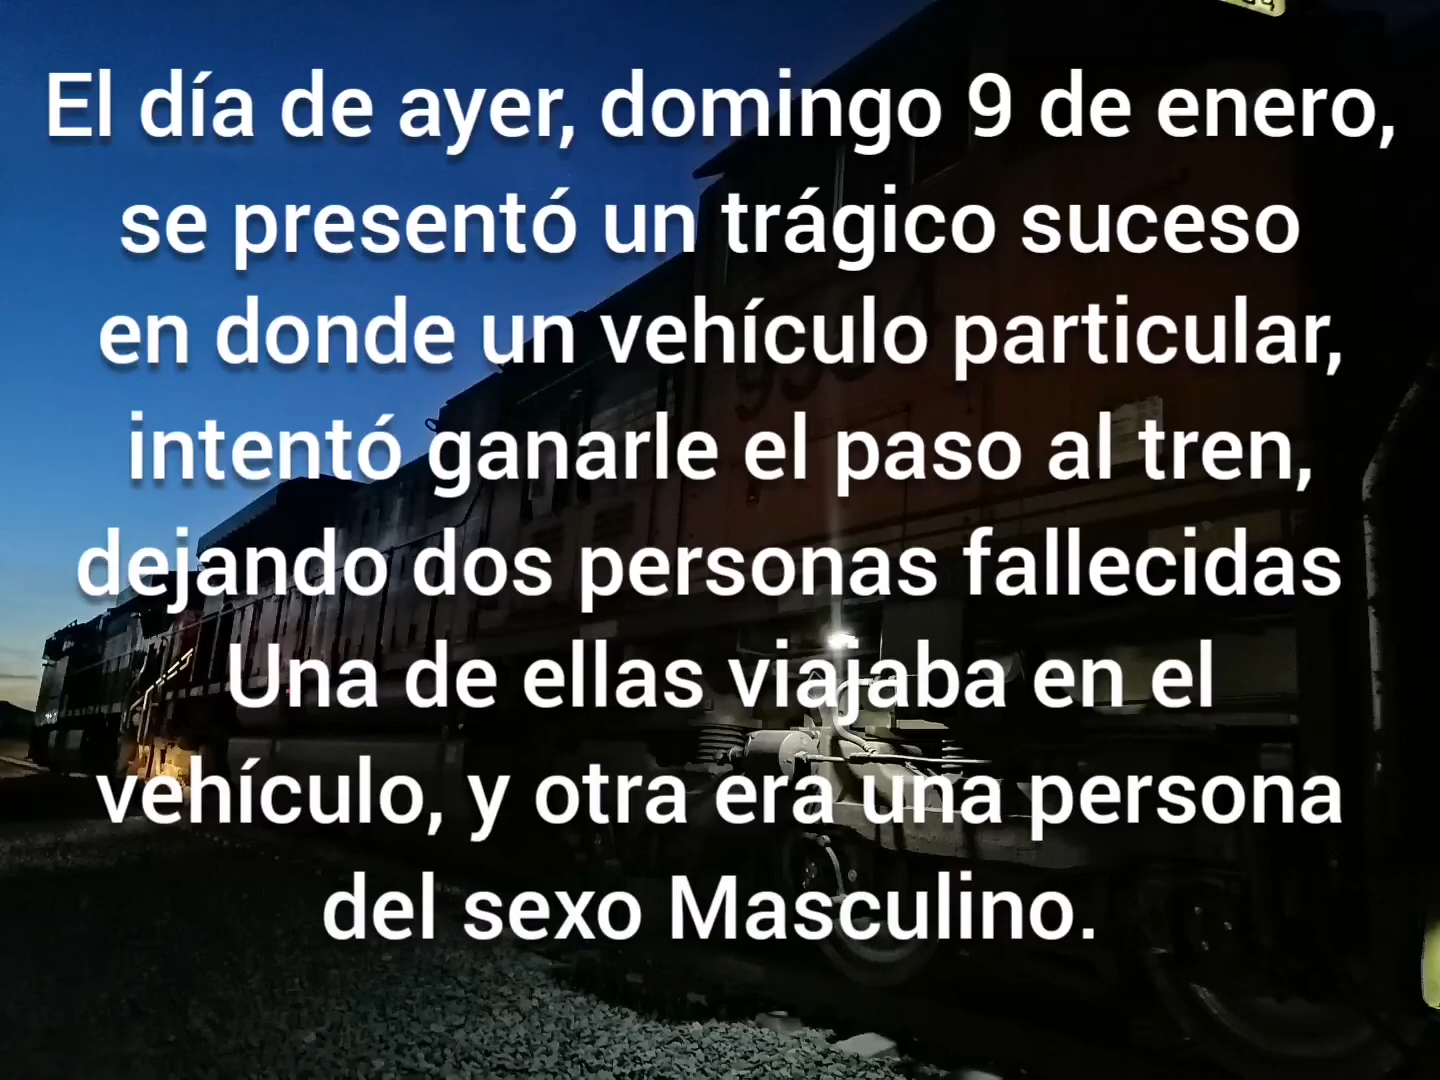 El día de ayer, domingo 9 de enero,
se presentó un trágico suceso
en donde un vehículo particular,
intentó ganarle el paso al tren,
dejando dos personas fallecidas
Una de ellas viajaba en el
vehículo, y otra era una persona
del sexo Masculino.